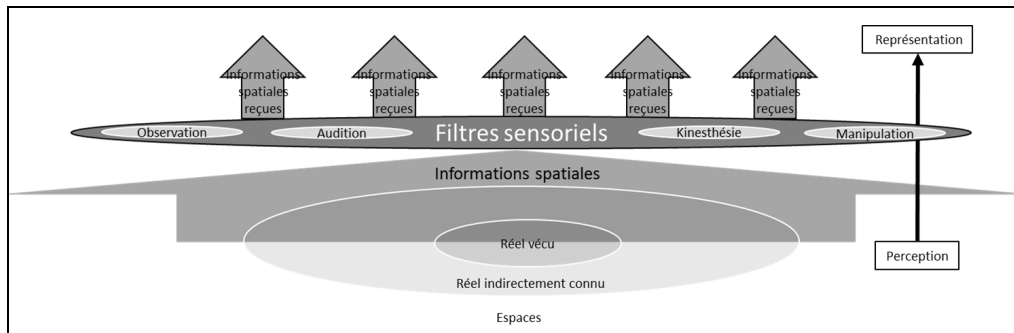 Représentation
Informations spatiales reçues
Informations spatiales reçues
Informations spatiales reçues
Informations spatiales reçues
Informations spatiales reçues
Observation
Audition
Filtres sensoriels
Kinesthésie
Manipulation
Informations spatiales
Réel vécu
Perception
Réel indirectement connu
Espaces